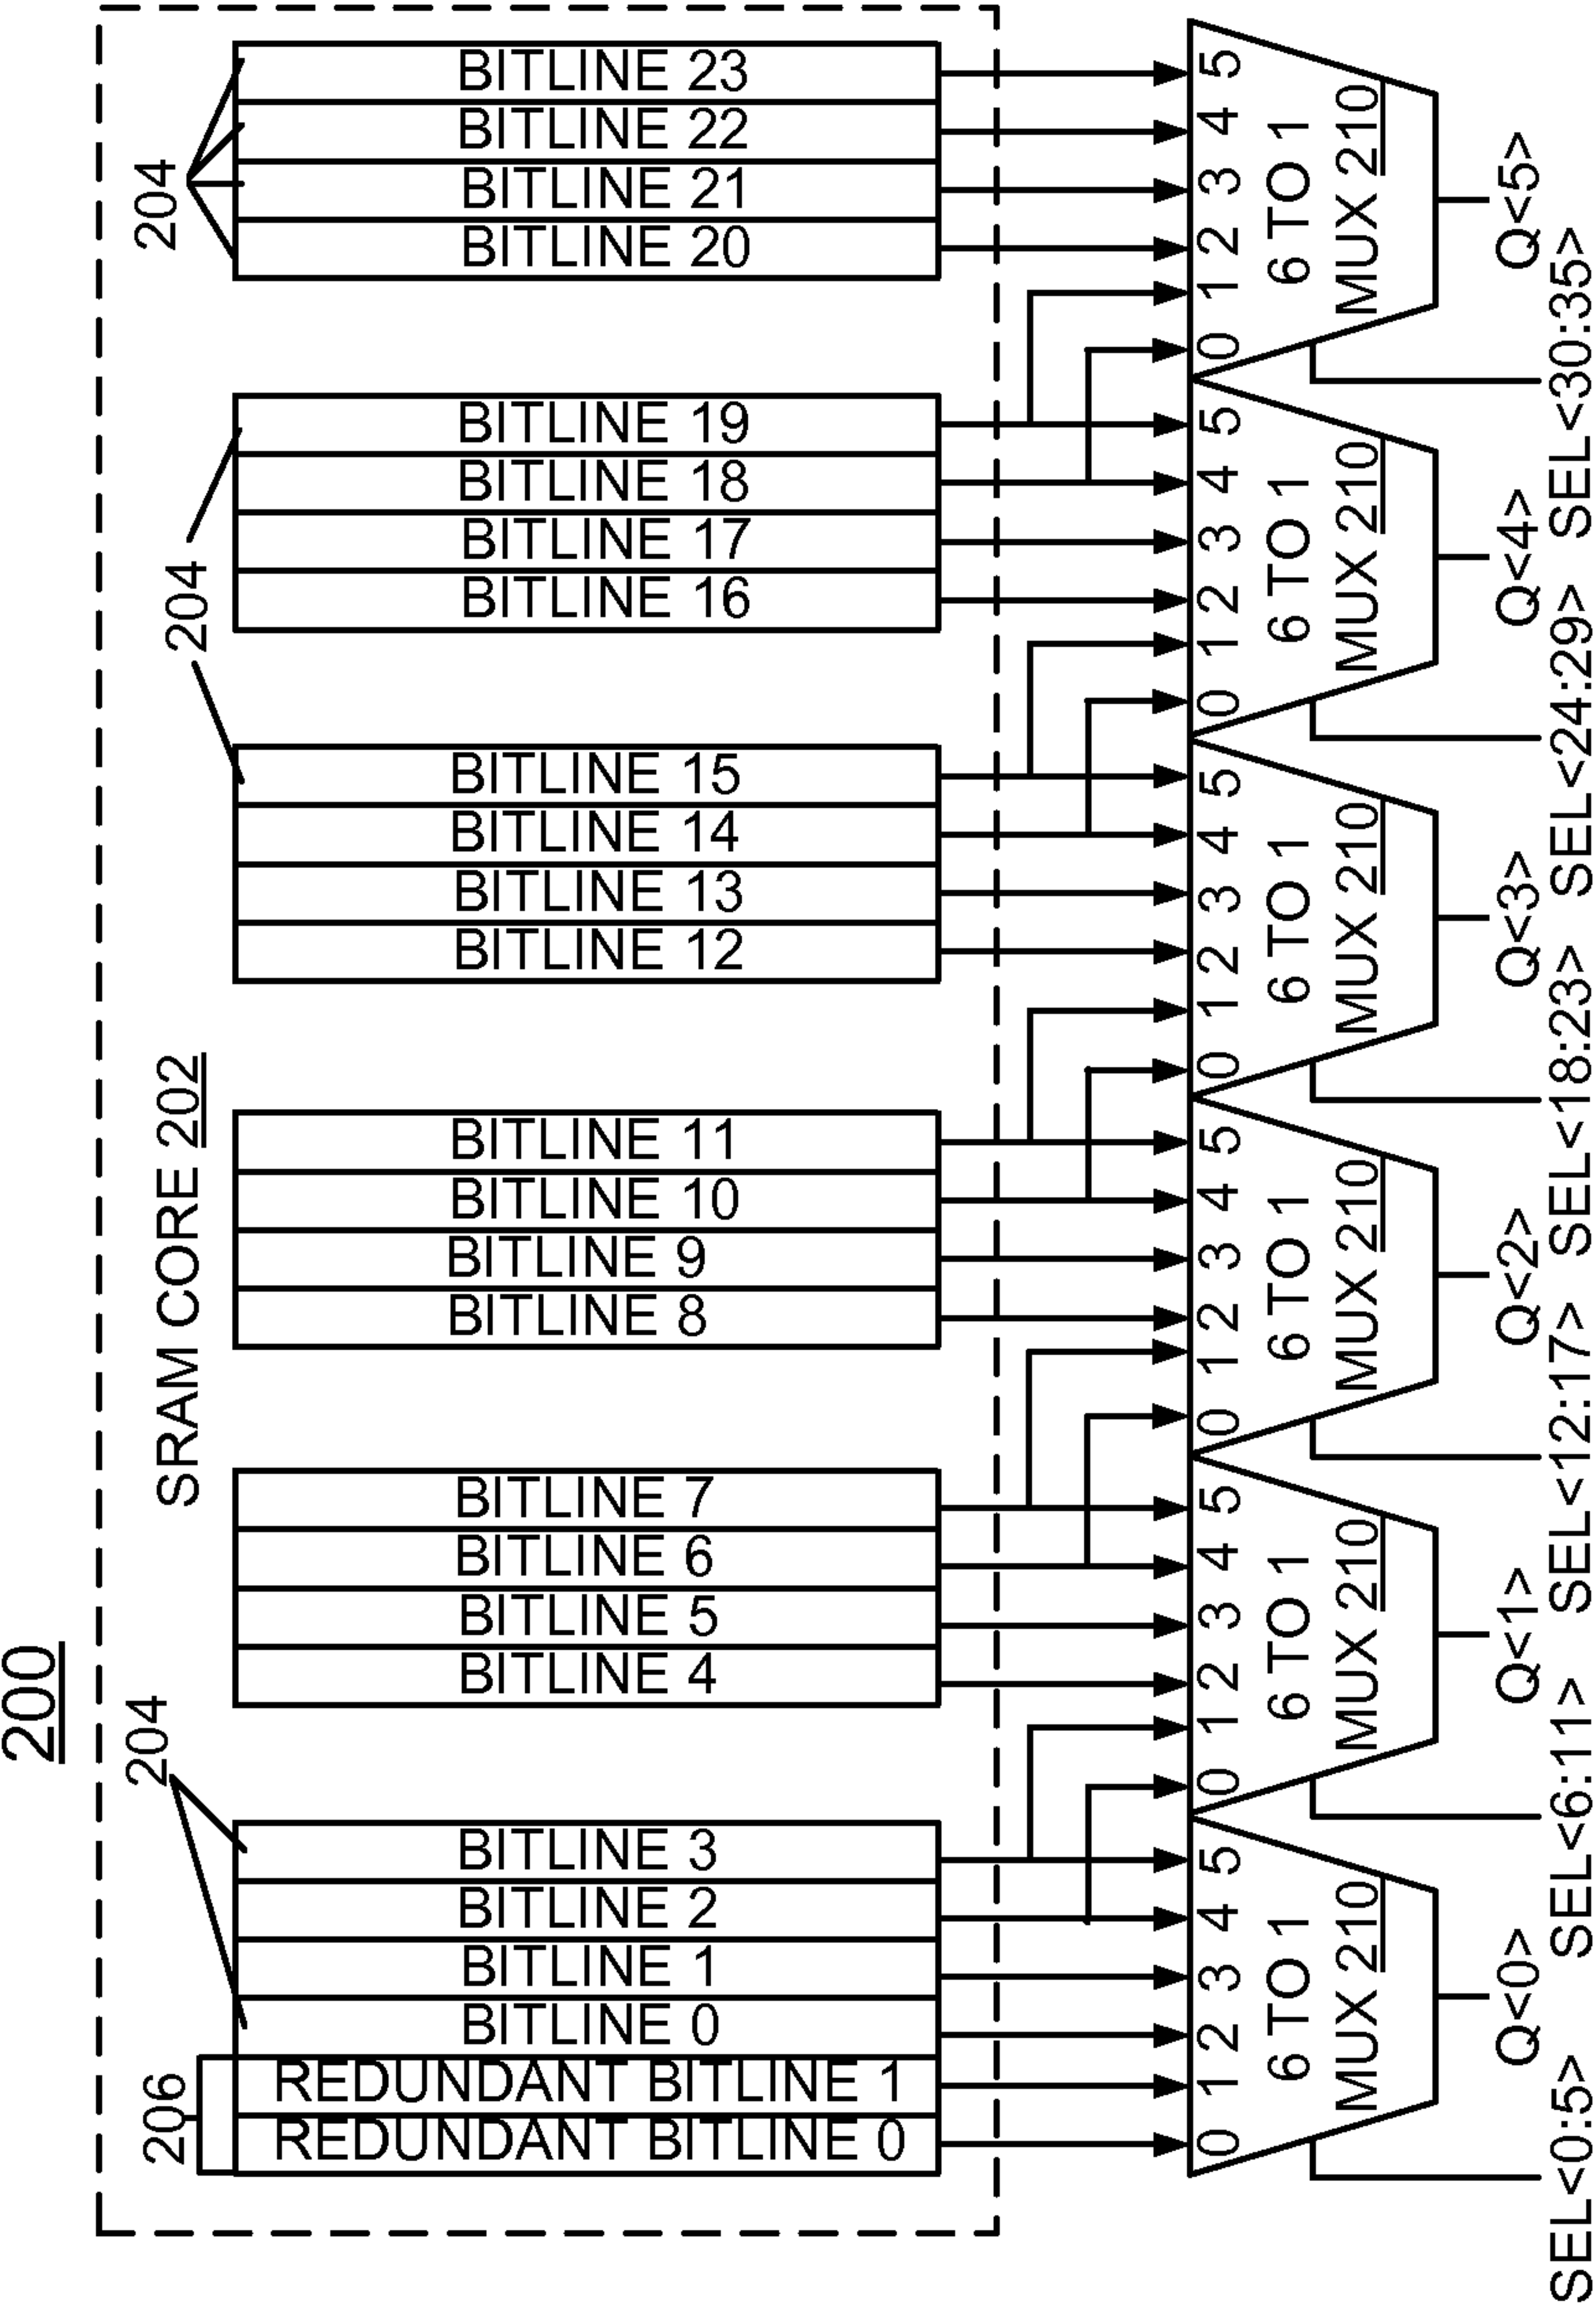 200
SRAM CORE 202
206
204
204
204
REDUNDANT BITLINE 0
REDUNDANT BITLINE 1
BITLINE 0
BITLINE 1
BITLINE 2
BITLINE 3
BITLINE 4
BITLINE 5
BITLINE 6
BITLINE 7
BITLINE 8
BITLINE 9
BITLINE 10
BITLINE 11
BITLINE 12
BITLINE 13
BITLINE 14
BITLINE 15
BITLINE 16
BITLINE 17
BITLINE 18
BITLINE 19
BITLINE 20
BITLINE 21
BITLINE 22
BITLINE 23
0 1 2 3 4 5
0 1 2 3 4 5
0 1 2 3 4 5
0 1 2 3 4 5
0 1 2 3 4 5
0 1 2 3 4 5
6 TO 1
MUX 210
6 TO 1
MUX 210
6 TO 1
MUX 210
6 TO 1
MUX 210
6 TO 1
MUX 210
6 TO 1
MUX 210
Q<0>
Q<1>
Q<2>
Q<3>
Q<4>
Q<5>
SEL<0:5>
SEL<6:11>
SEL<12:17>
SEL<18:23>
SEL<24:29>
SEL<30:35>